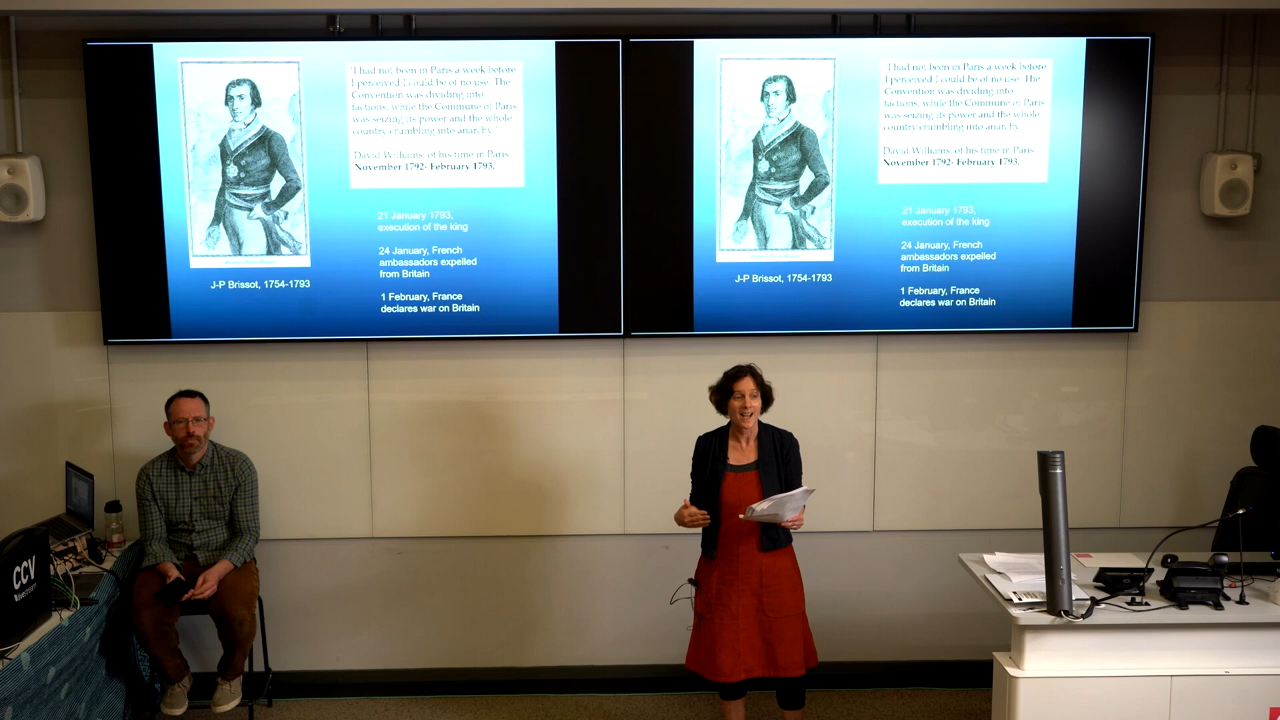 'I had not been in Paris a week before
I perceived I could be of no use. The
Convention was dividing into
factions, while the Commune of Paris
was seizing its power and the whole
country crumbling into anarchy.
David Williams, of his time in Paris
November 1792- February 1793.
21 January 1793,
execution of the king
24 January, French
ambassadors expelled
from Britain
1 February, France
declares war on Britain
J-P Brissot, 1754-1793
'I had not been in Paris a week before
I perceived I could be of no use. The
Convention was dividing into
factions, while the Commune of Paris
was seizing its power and the whole
country crumbling into anarchy.
David Williams, of his time in Paris
November 1792- February 1793.
21 January 1793,
execution of the king
24 January, French
ambassadors expelled
from Britain
1 February, France
declares war on Britain
J-P Brissot, 1754-1793
CCV